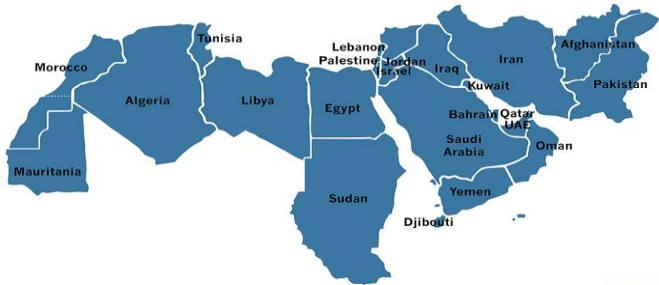 Tunisia
Morocco
Algeria
Libya
Egypt
Mauritania
Sudan
Lebanon
Palestine
Israel
Jordan
Iraq
Iran
Afghanistan
Pakistan
Kuwait
Bahrain
Qatar
UAE
Saudi
Arabia
Oman
Yemen
Djibouti